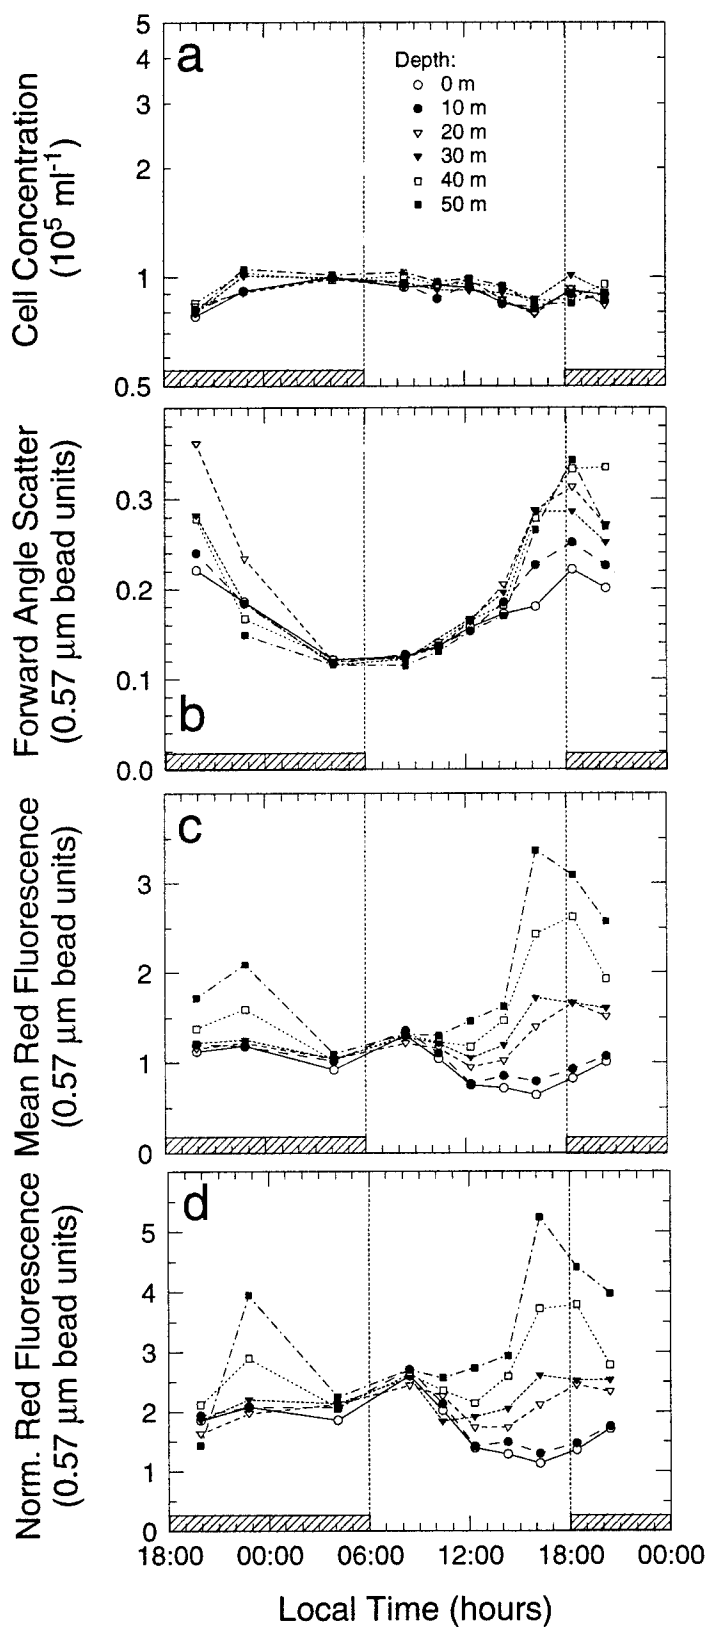 a
Depth:
0 m
10 m
20 m
30 m
40 m
50 m
5
4
3
2
1
0.5
Cell Concentration
(10⁵ ml⁻¹)
b
0.3
0.2
0.1
0.0
Forward Angle Scatter
(0.57 µm bead units)
c
3
2
1
0
Mean Red Fluorescence
(0.57 µm bead units)
d
5
4
3
2
1
0
Norm. Red Fluorescence
(0.57 µm bead units)
18:00 00:00 06:00 12:00 18:00 00:00
Local Time (hours)